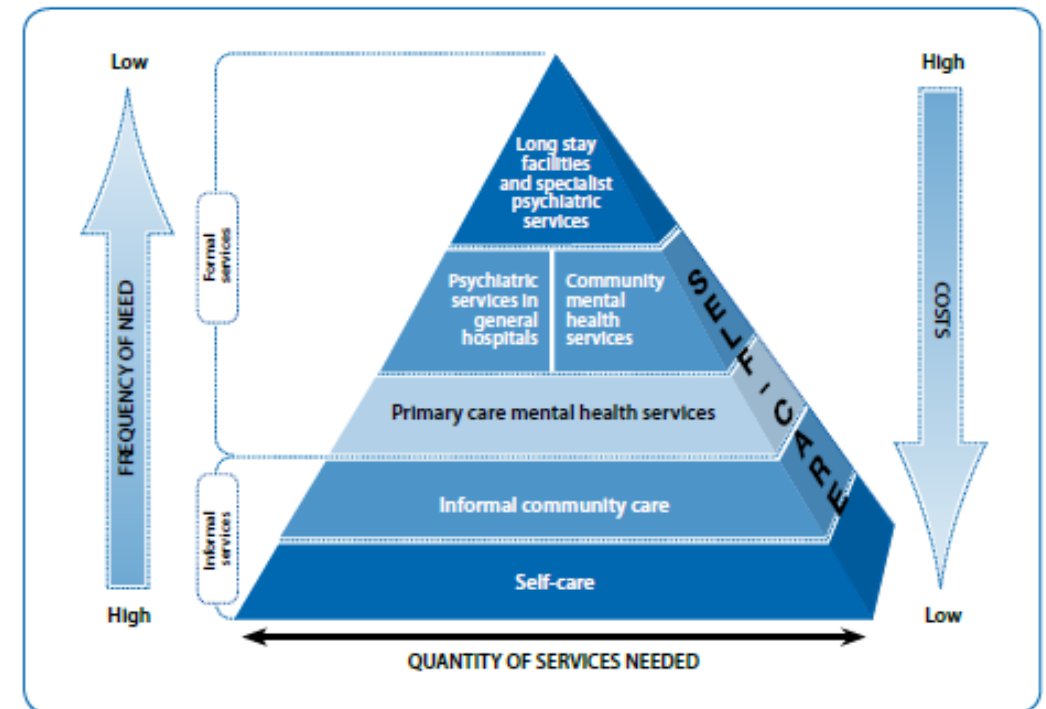 Low
High
Long stay
facilities
and specialist
psychiatric
services
Formal
services
Psychiatric
services in
general
hospitals
Community
mental
health
services
SELF-CARE
FREQUENCY OF NEED
COSTS
Primary care mental health services
Informal
services
Informal community care
Self-care
High
Low
QUANTITY OF SERVICES NEEDED